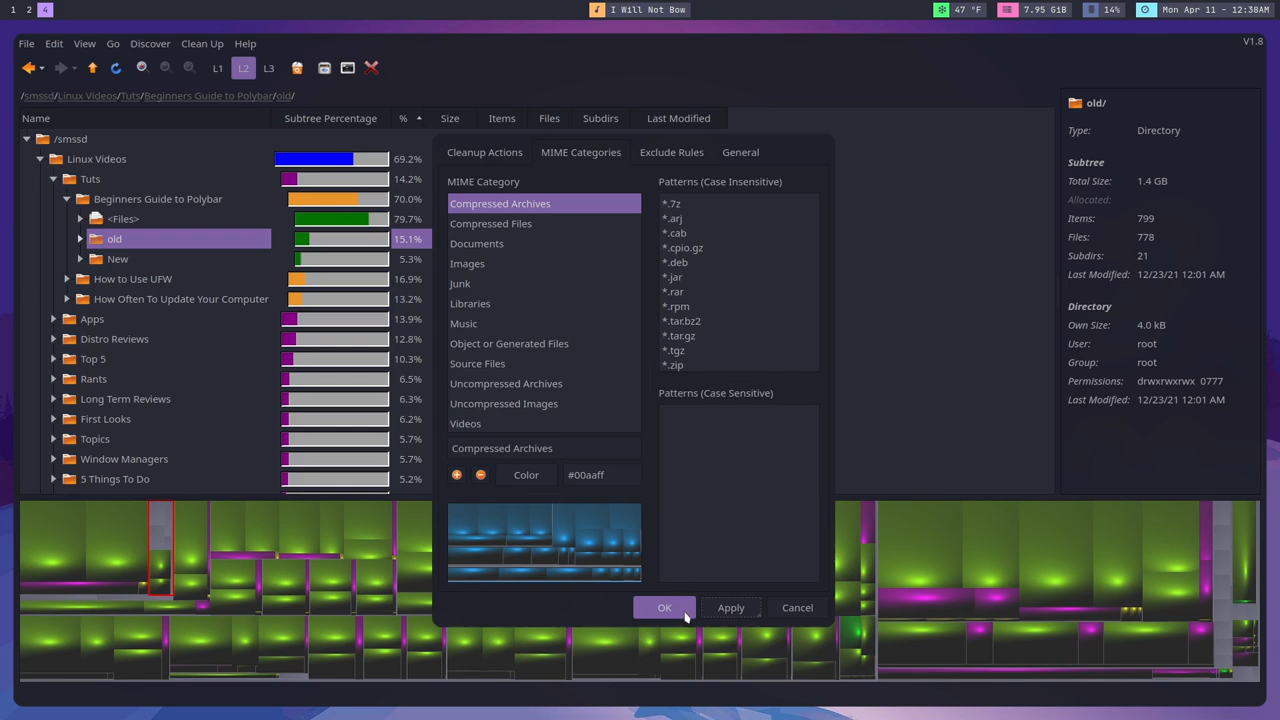 1 2 4
I Will Not Bow
47 °F
7.95 GiB
14%
Mon Apr 11 - 12:38AM
File Edit View Go Discover Clean Up Help
V1.8
L1 L2 L3
/smssd/Linux Videos/Tuts/Beginners Guide to Polybar/old/
Name Subtree Percentage % Size Items Files Subdirs Last Modified
/smssd
Linux Videos 69.2%
Tuts 14.2%
Beginners Guide to Polybar 70.0%
<Files> 79.7%
old 15.1%
New 5.3%
How to Use UFW 16.9%
How Often To Update Your Computer 13.2%
Apps 13.9%
Distro Reviews 12.8%
Top 5 10.3%
Rants 6.5%
Long Term Reviews 6.3%
First Looks 6.2%
Topics 5.7%
Window Managers 5.7%
5 Things To Do 5.2%
Cleanup Actions MIME Categories Exclude Rules General
MIME Category
Compressed Archives
Compressed Files
Documents
Images
Junk
Libraries
Music
Object or Generated Files
Source Files
Uncompressed Archives
Uncompressed Images
Videos
Compressed Archives
Color #00aaff
Patterns (Case Insensitive)
*.7z
*.arj
*.cab
*.cpio.gz
*.deb
*.jar
*.rar
*.rpm
*.tar.bz2
*.tar.gz
*.tgz
*.zip
Patterns (Case Sensitive)
OK Apply Cancel
old/
Type: Directory
Subtree
Total Size: 1.4 GB
Allocated:
Items: 799
Files: 778
Subdirs: 21
Last Modified: 12/23/21 12:01 AM
Directory
Own Size: 4.0 kB
User: root
Group: root
Permissions: drwxrwxrwx 0777
Last Modified: 12/23/21 12:01 AM